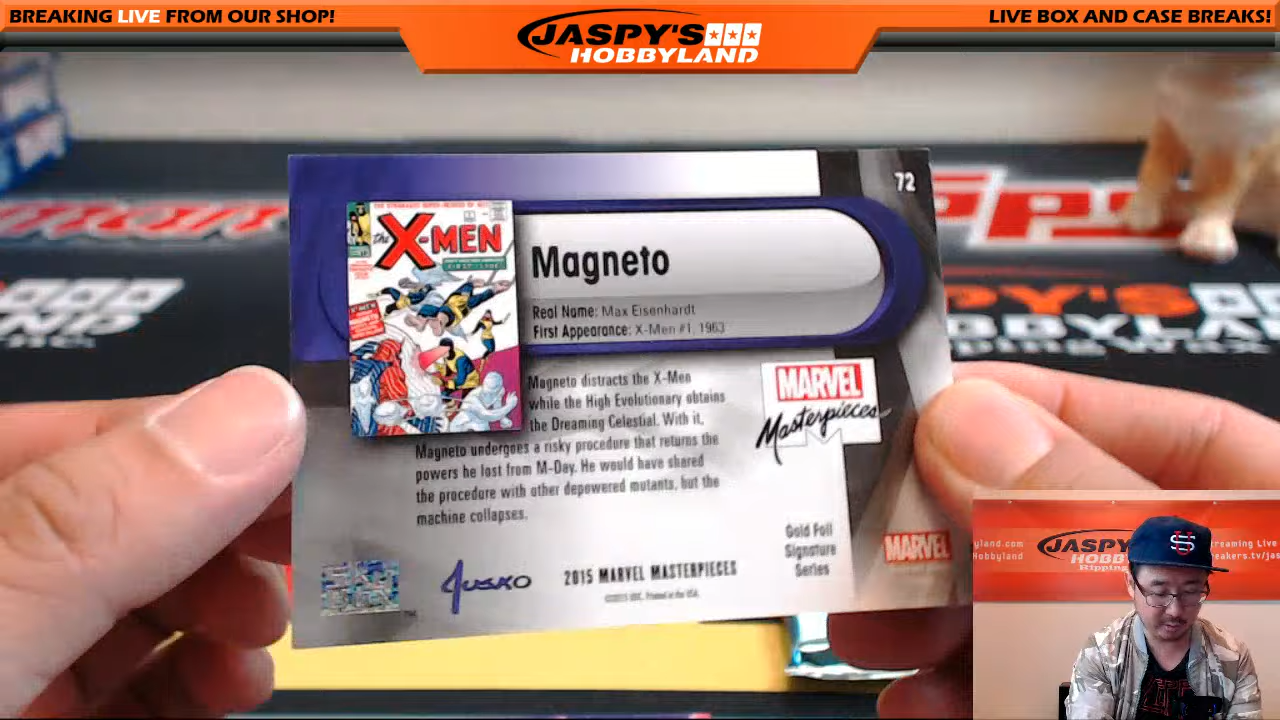 BREAKING LIVE FROM OUR SHOP!
JASPY'S
HOBBYLAND
LIVE BOX AND CASE BREAKS!
72
the X-MEN
Magneto
Real Name: Max Eisenhardt
First Appearance: X-Men #1, 1963
Magneto distracts the X-Men
while the High Evolutionary obtains
the Dreaming Celestial. With it,
Magneto undergoes a risky procedure that returns the
powers he lost from M-Day. He would have shared
the procedure with other depowered mutants, but the
machine collapses.
MARVEL
Masterpieces
Gold Foil
Signature
Series
MARVEL
Jusko
2015 MARVEL MASTERPIECES
JASPY
HOBB
Ripping